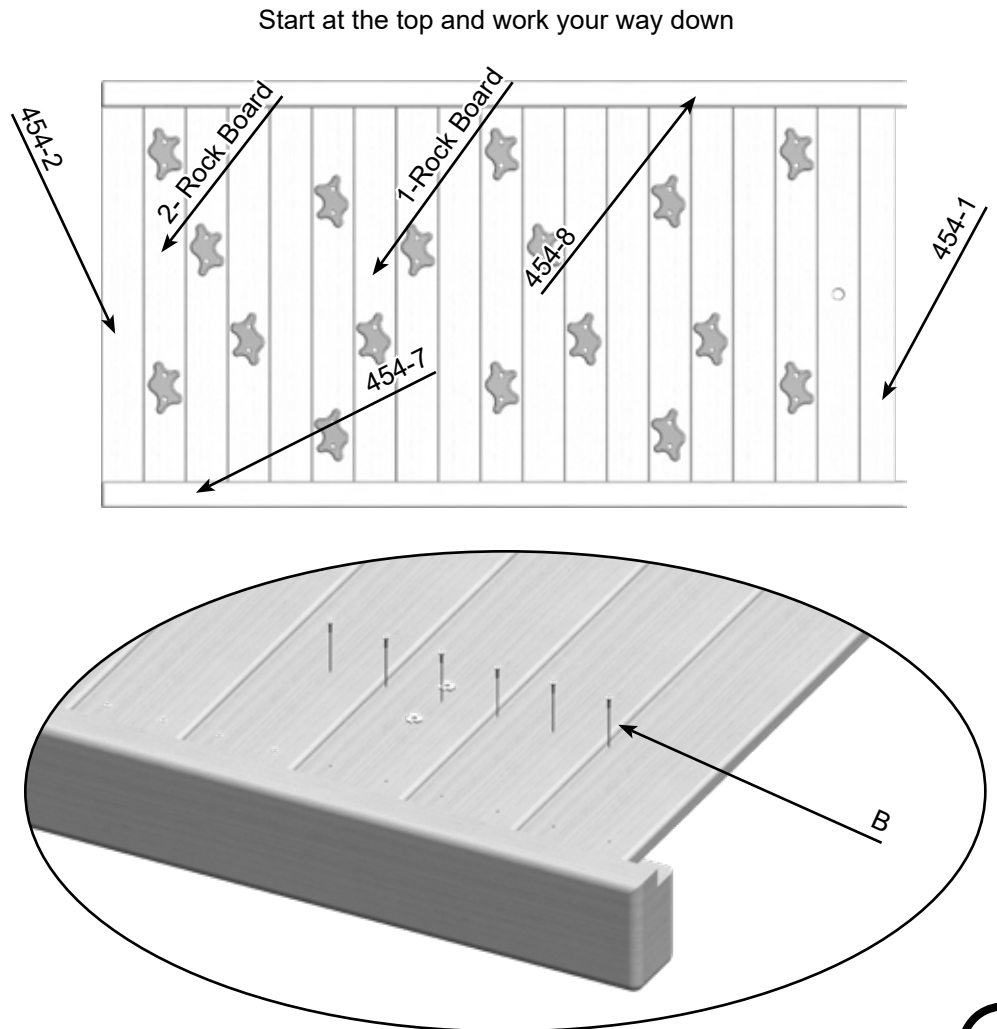 Start at the top and work your way down
454-2
2- Rock Board
1-Rock Board
454-8
454-1
454-7
B